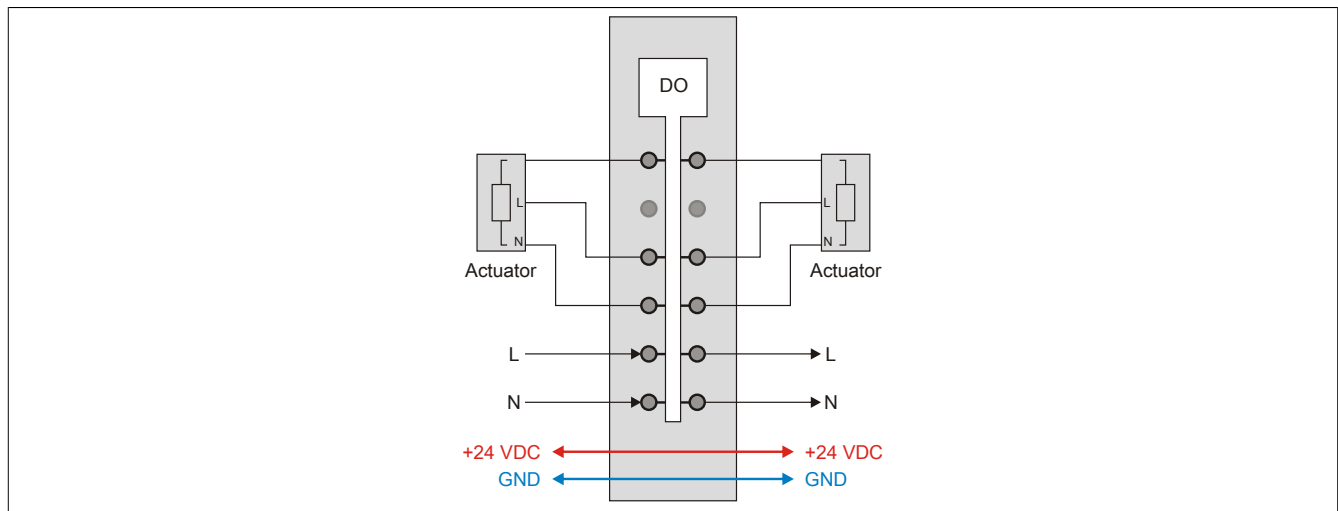 DO
L L
N N
Actuator Actuator
L L
N N
+24 VDC +24 VDC
GND GND